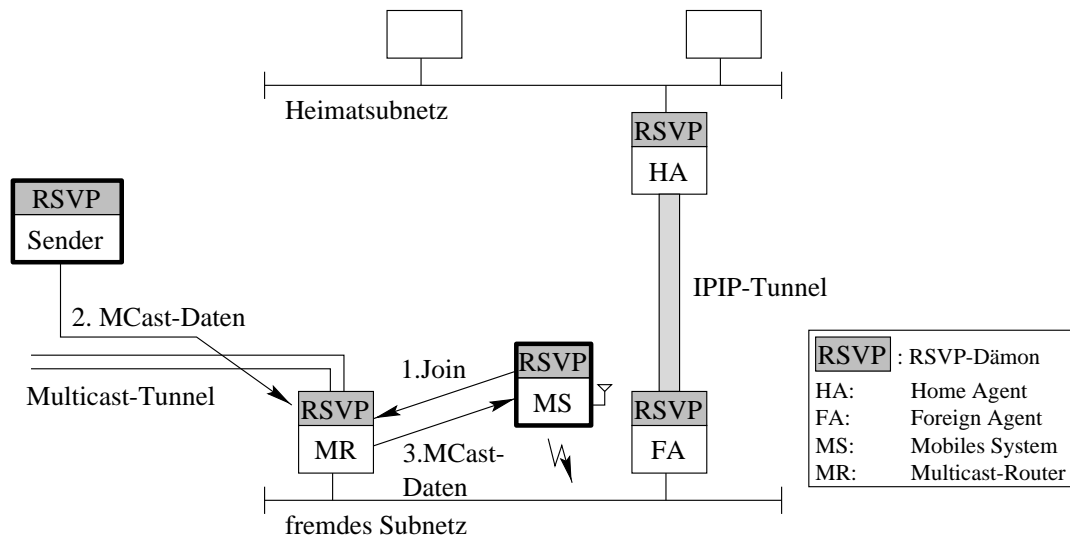 Heimatsubnetz
RSVP
HA
RSVP
Sender
IPIP-Tunnel
2. MCast-Daten
Multicast-Tunnel
1.Join
RSVP
MS
RSVP
MR
3.MCast-
Daten
RSVP
FA
fremdes Subnetz
RSVP : RSVP-Dämon
HA: Home Agent
FA: Foreign Agent
MS: Mobiles System
MR: Multicast-Router